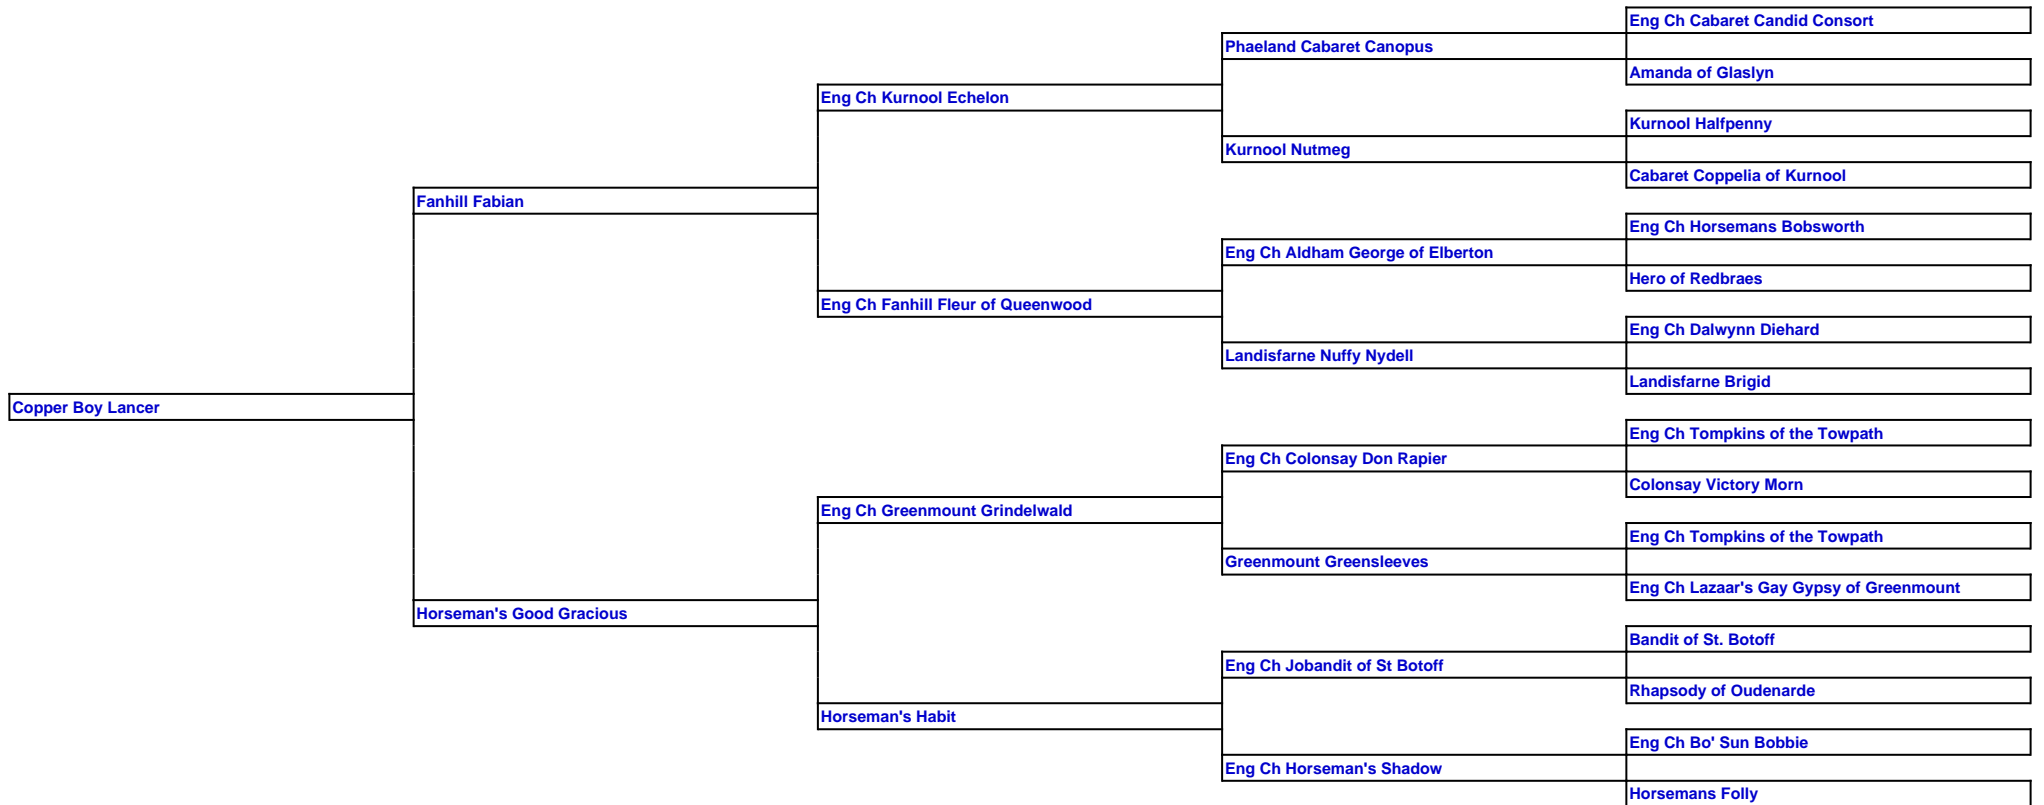 Eng Ch Cabaret Candid Consort
Phaeland Cabaret Canopus
Amanda of Glaslyn
Eng Ch Kurnool Echelon
Kurnool Halfpenny
Kurnool Nutmeg
Cabaret Coppelia of Kurnool
Fanhill Fabian
Eng Ch Horsemans Bobsworth
Eng Ch Aldham George of Elberton
Hero of Redbraes
Eng Ch Fanhill Fleur of Queenwood
Eng Ch Dalwynn Diehard
Landisfarne Nuffy Nydell
Landisfarne Brigid
Copper Boy Lancer
Eng Ch Tompkins of the Towpath
Eng Ch Colonsay Don Rapier
Colonsay Victory Morn
Eng Ch Greenmount Grindelwald
Eng Ch Tompkins of the Towpath
Greenmount Greensleeves
Eng Ch Lazaar's Gay Gypsy of Greenmount
Horseman's Good Gracious
Bandit of St. Botoff
Eng Ch Jobandit of St Botoff
Rhapsody of Oudenarde
Horseman's Habit
Eng Ch Bo' Sun Bobbie
Eng Ch Horseman's Shadow
Horsemans Folly